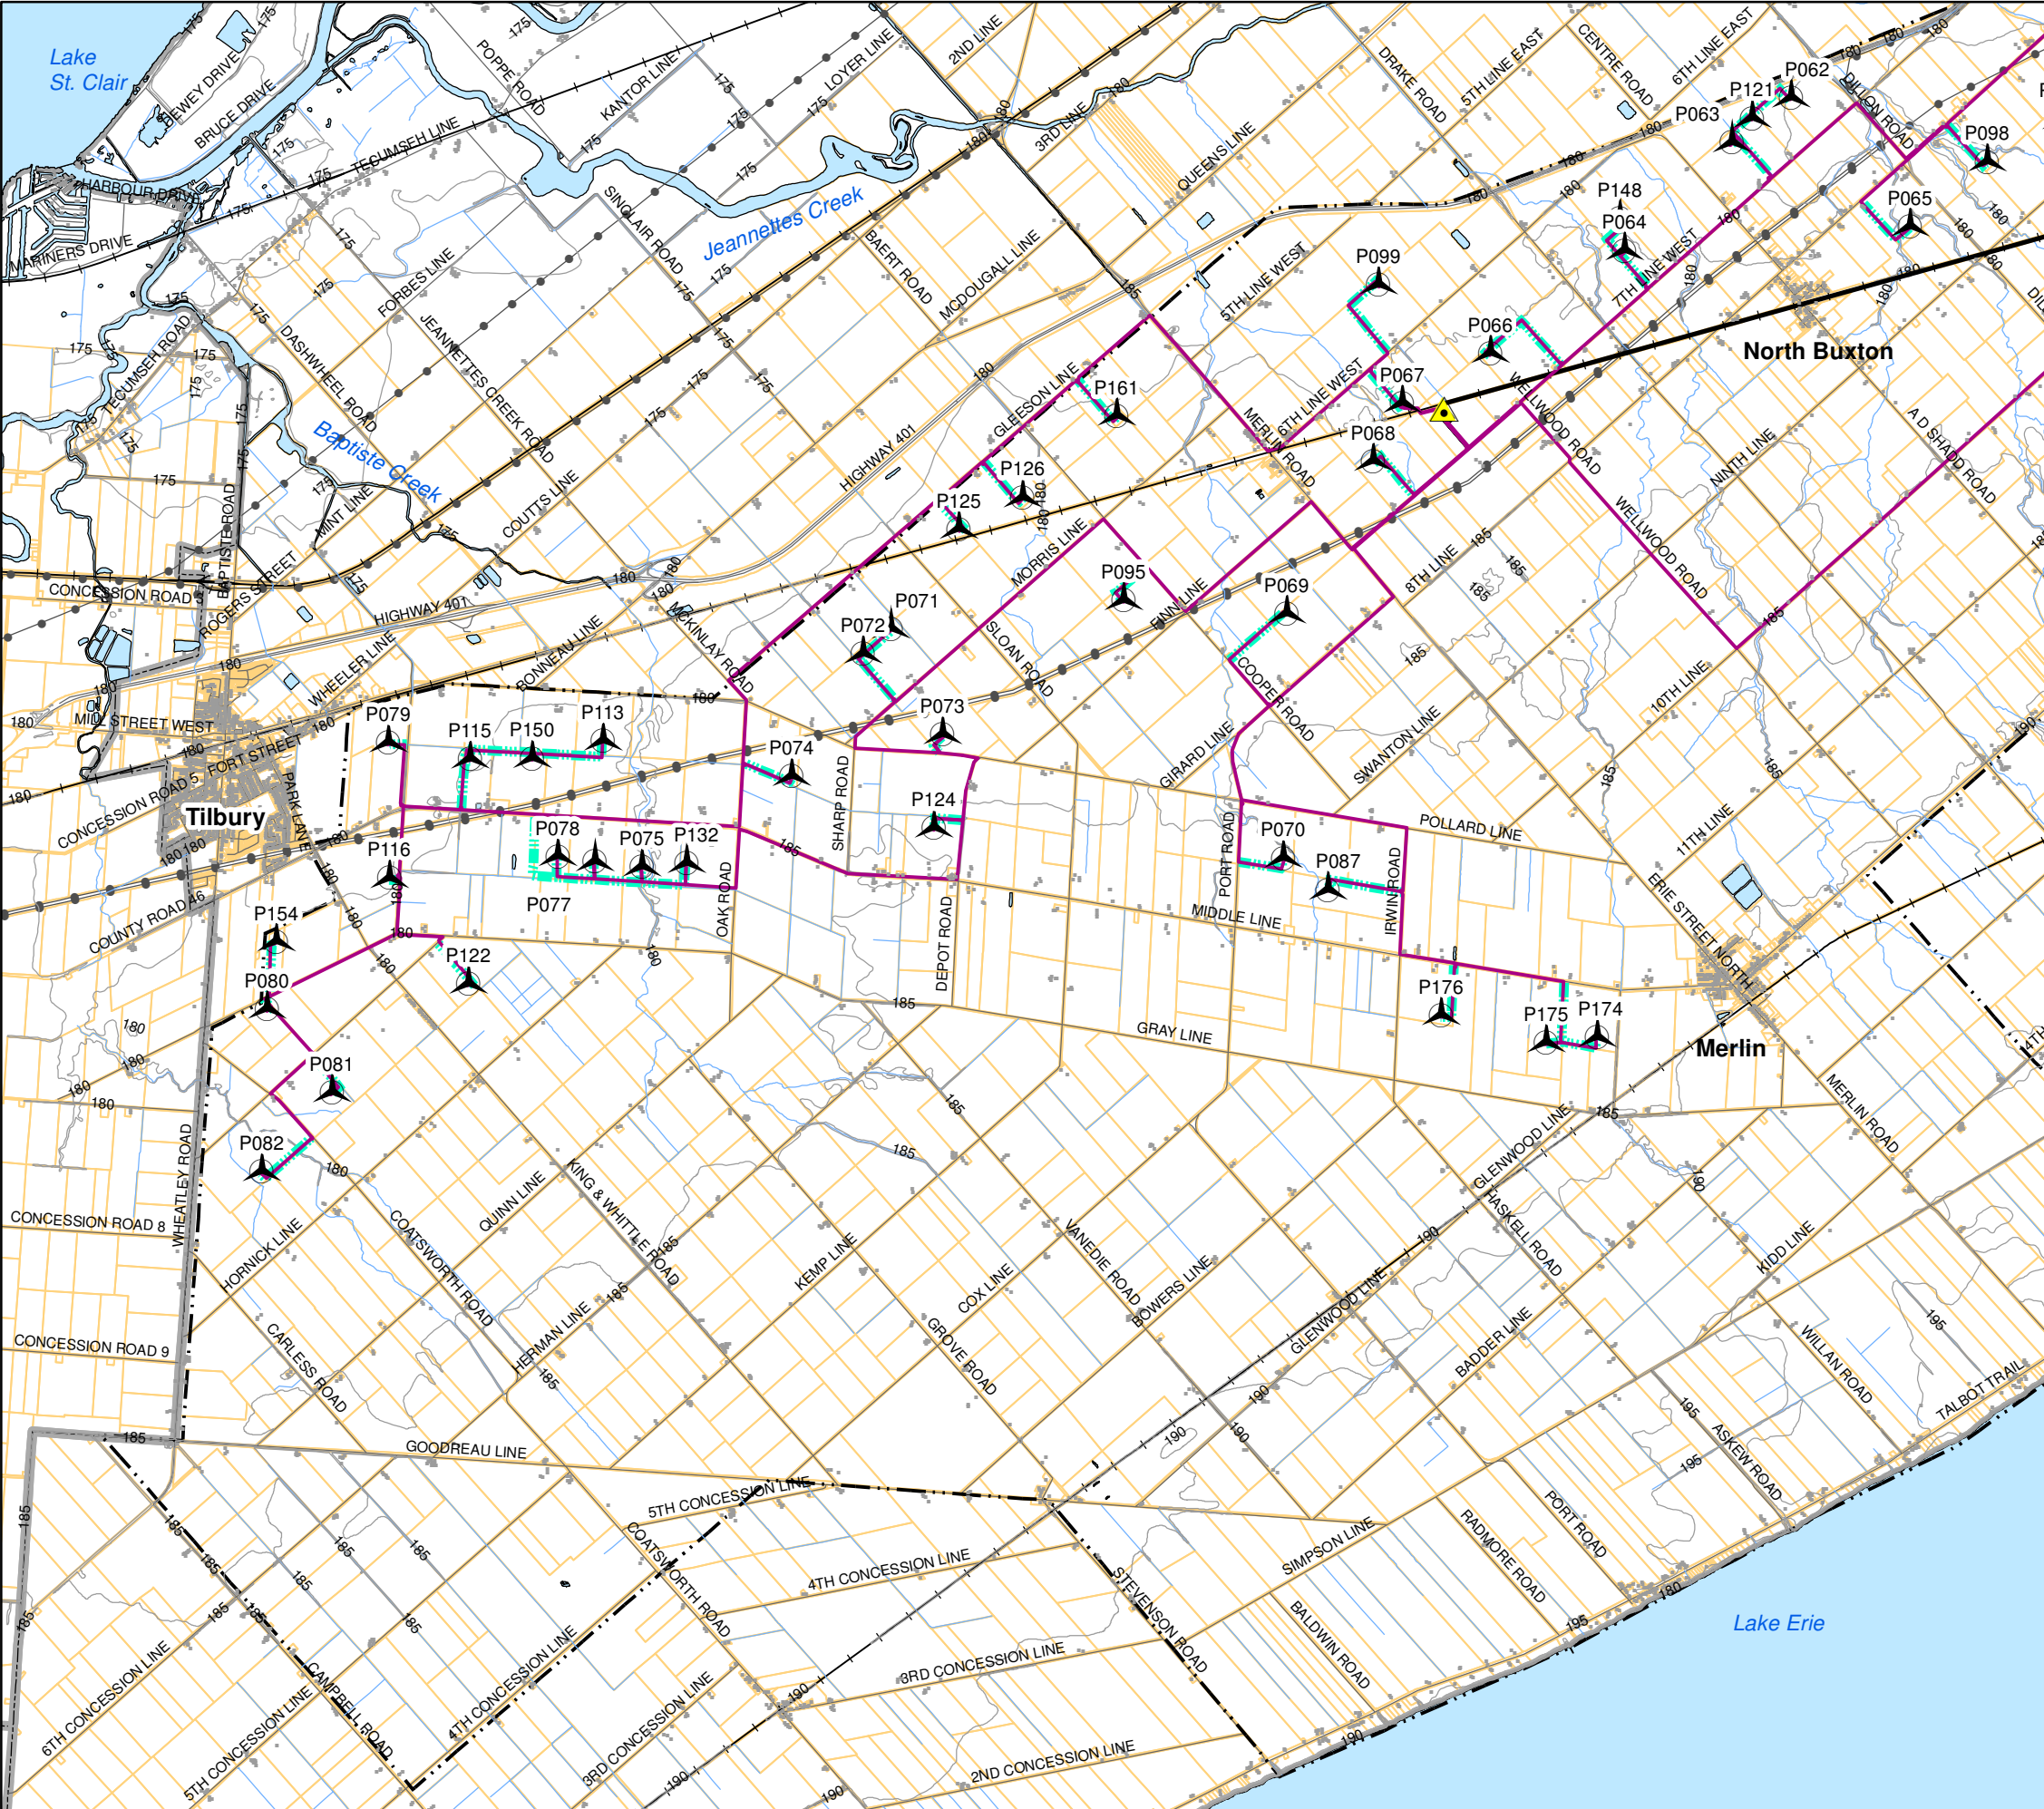 Lake
St. Clair
DEWEY DRIVE
BRUCE DRIVE
HARBOUR DRIVE
MARINERS DRIVE
TECUMSEH LINE
TECUMSEH ROAD
POPPE ROAD
KANTOR LINE
LOYER LINE
2ND LINE
3RD LINE
QUEENS LINE
DRAKE ROAD
5TH LINE EAST
CENTRE ROAD
6TH LINE EAST
DILLON ROAD
P062
P121
P063
P098
P065
P148
P064
7TH LINE WEST
P099
P066
P067
P068
North Buxton
Jeannettes Creek
SINCLAIR ROAD
BAERT ROAD
MCDOUGALL LINE
5TH LINE WEST
FORBES LINE
DASHWHEEL ROAD
JEANNETTES CREEK ROAD
Baptiste Creek
MINT LINE
COUTTS LINE
HIGHWAY 401
GLEESON LINE
P161
P126
P125
MERLIN ROAD
6TH LINE WEST
WELLWOOD ROAD
WELLWOOD ROAD
NINTH LINE
A D SHADD ROAD
BAPTISTE ROAD
ROGERS STREET
CONCESSION ROAD
HIGHWAY 401
WHEELER LINE
BONNEAU LINE
MCKINLAY ROAD
MORRIS LINE
SLOAN ROAD
P095
FINN LINE
P069
8TH LINE
COOPER ROAD
GIRARD LINE
SWANTON LINE
10TH LINE
11TH LINE
P071
P072
P073
P074
MILL STREET WEST
FORT STREET
CONCESSION ROAD 5
PARK LANE
Tilbury
COUNTY ROAD 46
P079
P115
P150
P113
P116
P078
P075
P132
P077
P124
SHARP ROAD
OAK ROAD
DEPOT ROAD
PORT ROAD
P070
P087
IRWIN ROAD
POLLARD LINE
MIDDLE LINE
ERIE STREET NORTH
P154
P080
P122
P081
P082
P176
P175
P174
Merlin
GRAY LINE
MERLIN ROAD
WHEATLEY ROAD
CONCESSION ROAD 8
CONCESSION ROAD 9
HORNICK LINE
CARLESS ROAD
COATSWORTH ROAD
QUINN LINE
KING & WHITTLE ROAD
HERMAN LINE
KEMP LINE
COX LINE
GROVE ROAD
VANEDIE ROAD
BOWERS LINE
GLENWOOD LINE
GLENWOOD LINE
HASKELL ROAD
KIDD LINE
BADDER LINE
WILLAN ROAD
TALBOT TRAIL
ASKEW ROAD
GOODREAU LINE
5TH CONCESSION LINE
4TH CONCESSION LINE
3RD CONCESSION LINE
2ND CONCESSION LINE
COATSWORTH ROAD
STEVENSON ROAD
SIMPSON LINE
BALDWIN ROAD
RADMORE ROAD
PORT ROAD
Lake Erie
6TH CONCESSION LINE
5TH CONCESSION LINE
CAMPBELL ROAD
4TH CONCESSION LINE
3RD CONCESSION LINE
175
180
185
190
195